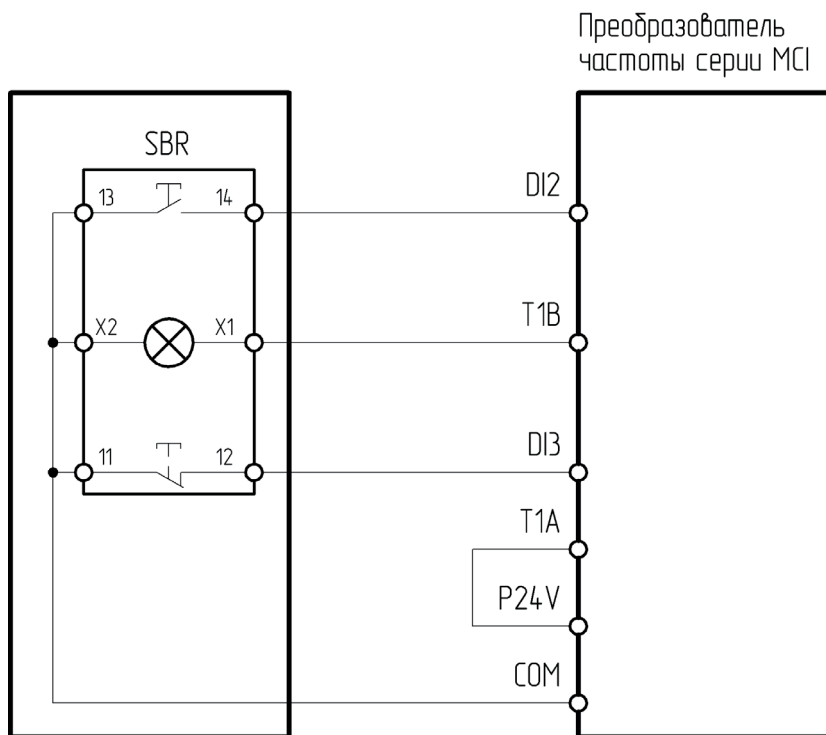 Преобразователь
частоты серии MCI
SBR
13 14 DI2
X2 X1 T1B
11 12 DI3
T1A
P24V
COM